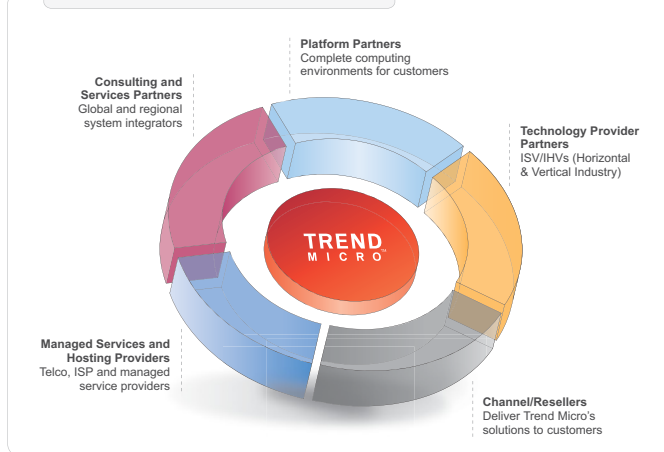 Platform Partners
Complete computing
environments for customers
Consulting and
Services Partners
Global and regional
system integrators
Technology Provider
Partners
ISV/IHVs (Horizontal
& Vertical Industry)
TREND
MICRO™
Managed Services and
Hosting Providers
Telco, ISP and managed
service providers
Channel/Resellers
Deliver Trend Micro's
solutions to customers